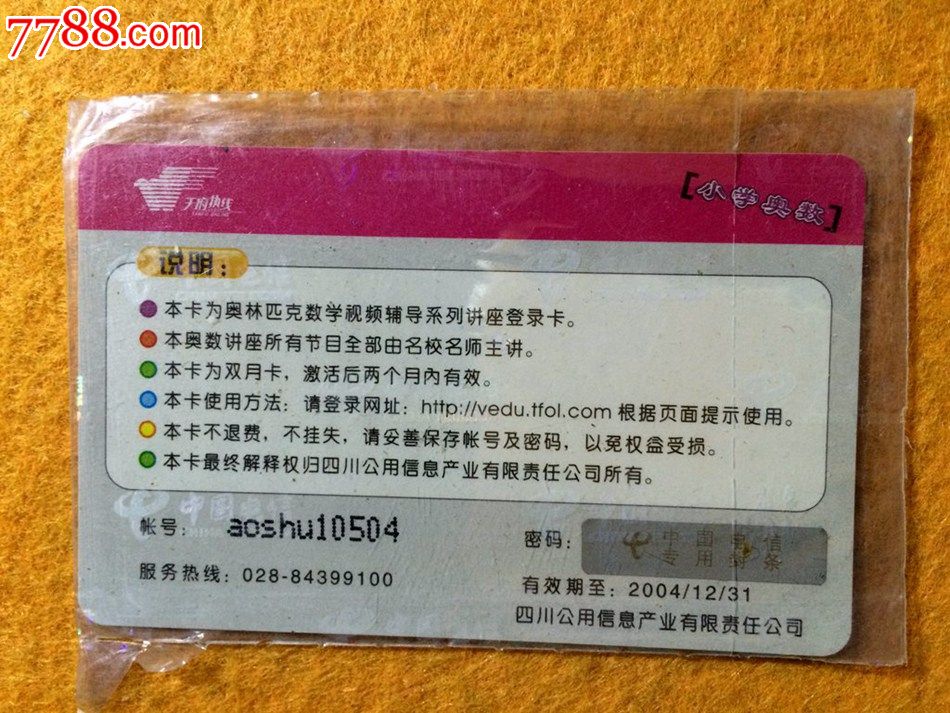 7788.com
天府热线
[小学奥数]
说明：
本卡为奥林匹克数学视频辅导系列讲座登录卡。
本奥数讲座所有节目全部由名校名师主讲。
本卡为双月卡，激活后两个月内有效。
本卡使用方法：请登录网址：http://vedu.tfol.com 根据页面提示使用。
本卡不退费，不挂失，请妥善保存帐号及密码，以免权益受损。
本卡最终解释权归四川公用信息产业有限责任公司所有。
中国电信
帐号：aoshu10504
密码：
中国电信
专用封条
服务热线：028-84399100
有效期至：2004/12/31
四川公用信息产业有限责任公司